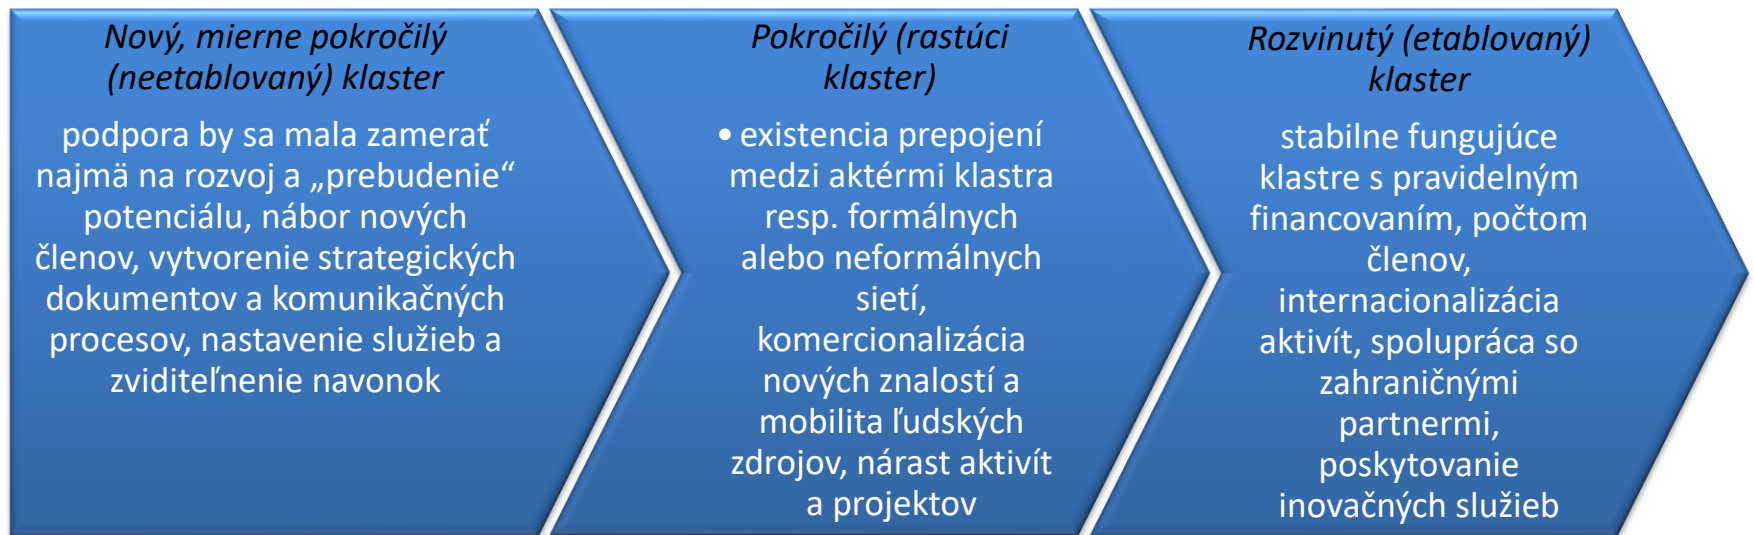 Nový, mierne pokročilý
(neetablovaný) klaster
podpora by sa mala zamerať
najmä na rozvoj a „prebudenie“
potenciálu, nábor nových
členov, vytvorenie strategických
dokumentov a komunikačných
procesov, nastavenie služieb a
zviditeľnenie navonok
Pokročilý (rastúci
klaster)
• existencia prepojení
medzi aktérmi klastra
resp. formálnych
alebo neformálnych
sietí,
komercionalizácia
nových znalostí a
mobilita ľudských
zdrojov, nárast aktivít
a projektov
Rozvinutý (etablovaný)
klaster
stabilne fungujúce
klastre s pravidelným
financovaním, počtom
členov,
internacionalizácia
aktivít, spolupráca so
zahraničnými
partnermi,
poskytovanie
inovačných služieb